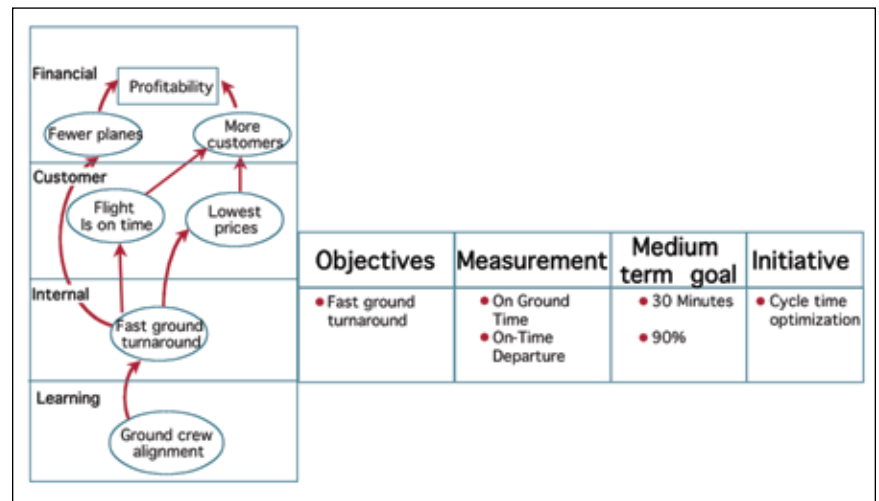 Financial
Profitability
Fewer planes
More
customers
Customer
Flight
Is on time
Lowest
prices
Internal
Fast ground
turnaround
Learning
Ground crew
alignment
Objectives
Measurement
Medium
term goal
Initiative
Fast ground
turnaround
On Ground
Time
On-Time
Departure
30 Minutes
90%
Cycle time
optimization